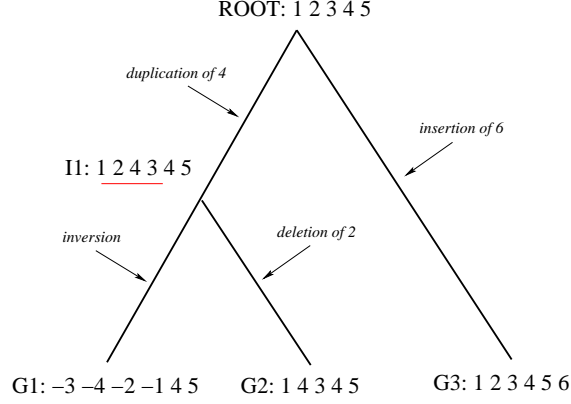 ROOT: 1 2 3 4 5
duplication of 4
insertion of 6
I1: 1 2 4 3 4 5
inversion
deletion of 2
G1: −3 −4 −2 −1 4 5
G2: 1 4 3 4 5
G3: 1 2 3 4 5 6